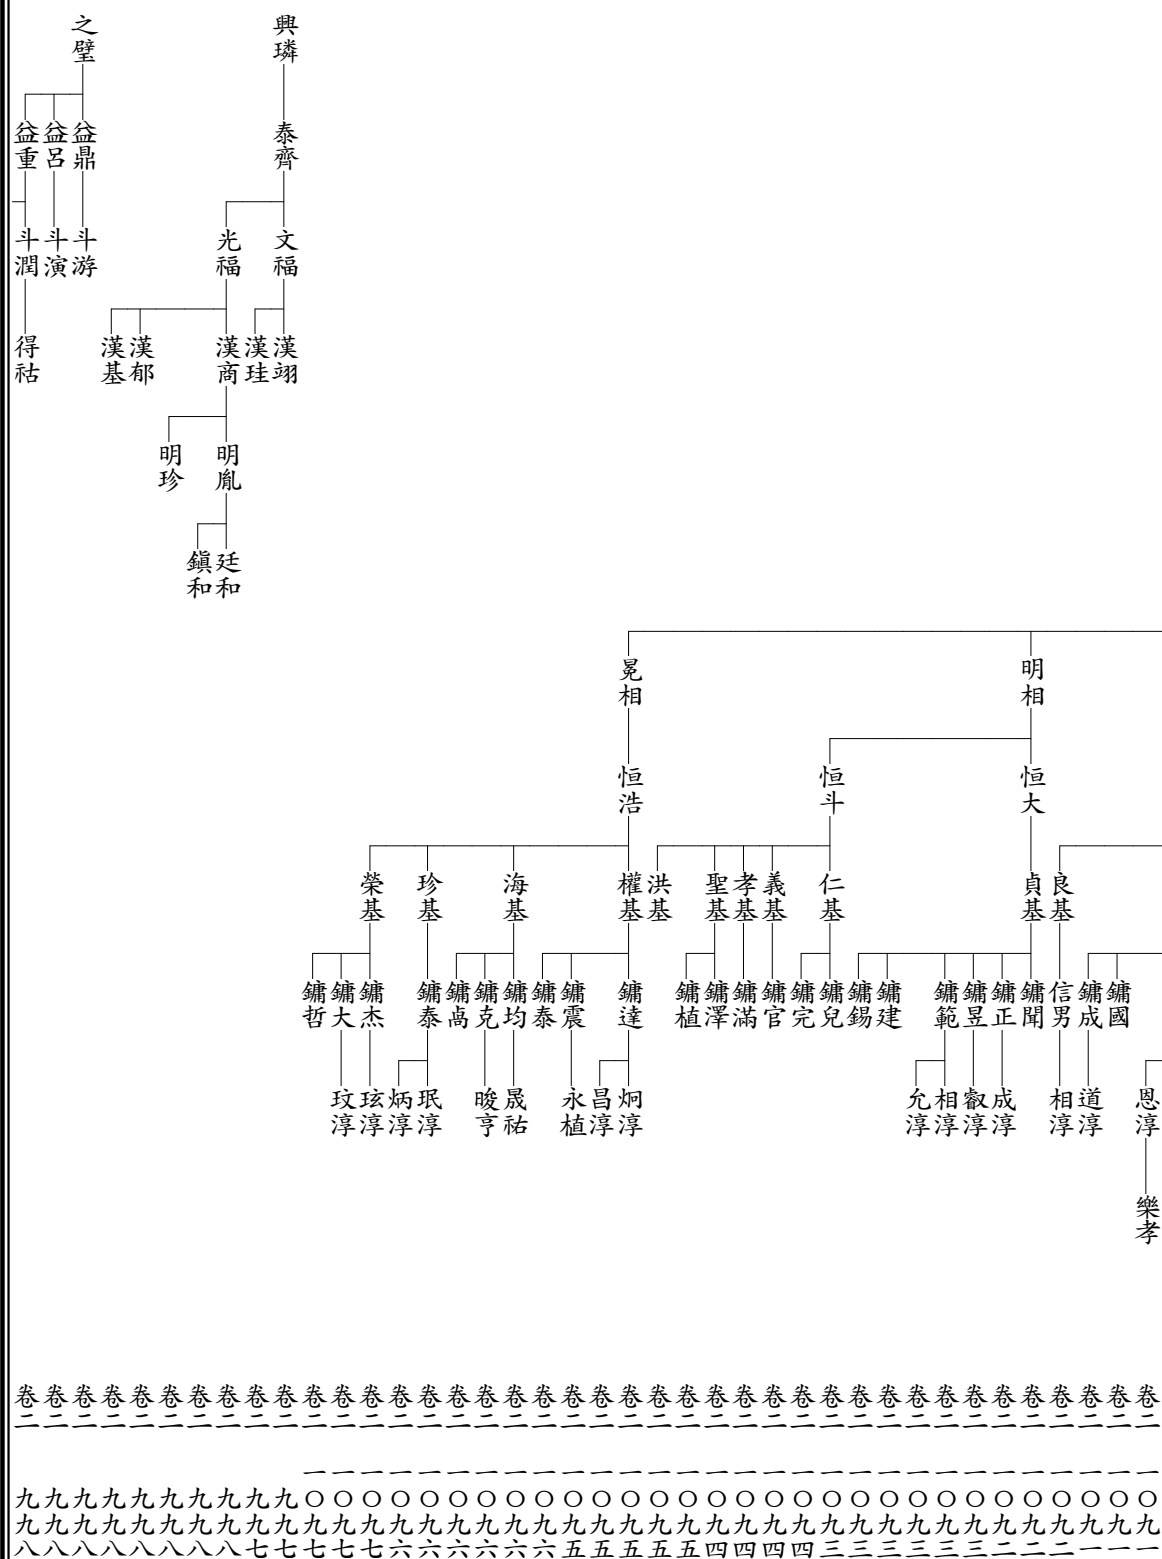 恩淳 樂孝 卷二 一〇九一
鏞國 卷二 一〇九一
鏞成 道淳 卷二 一〇九一
良基 信男 相淳 卷二 一〇九二
明相 恒大 貞基 鏞聞 卷二 一〇九二
鏞正 成淳 卷二 一〇九二
鏞昱 叡淳 卷二 一〇九三
鏞範 相淳 卷二 一〇九三
允淳 卷二 一〇九三
鏞建 卷二 一〇九三
鏞錫 卷二 一〇九三
恒斗 仁基 鏞兒 卷二 一〇九三
鏞完 卷二 一〇九四
義基 鏞官 卷二 一〇九四
孝基 鏞滿 卷二 一〇九四
聖基 鏞澤 卷二 一〇九四
鏞植 卷二 一〇九五
洪基 卷二 一〇九五
冕相 恒浩 權基 鏞達 炯淳 卷二 一〇九五
昌淳 卷二 一〇九五
鏞震 永植 卷二 一〇九五
鏞泰 卷二 一〇九六
海基 鏞均 晟祐 卷二 一〇九六
鏞克 晙亨 卷二 一〇九六
鏞卨 卷二 一〇九六
珍基 鏞泰 珉淳 卷二 一〇九六
炳淳 卷二 一〇九六
榮基 鏞杰 玹淳 卷二 一〇九七
鏞大 玟淳 卷二 一〇九七
鏞哲 卷二 一〇九七
興璘 泰齊 文福 漢翊 卷二 九九七
漢珪 卷二 九九七
光福 漢商 明胤 廷和 卷二 九九八
鎭和 卷二 九九八
明珍 卷二 九九八
漢郁 卷二 九九八
漢基 卷二 九九八
之璧 益鼎 斗游 卷二 九九八
益呂 斗演 卷二 九九八
益重 斗潤 得祜 卷二 九九八